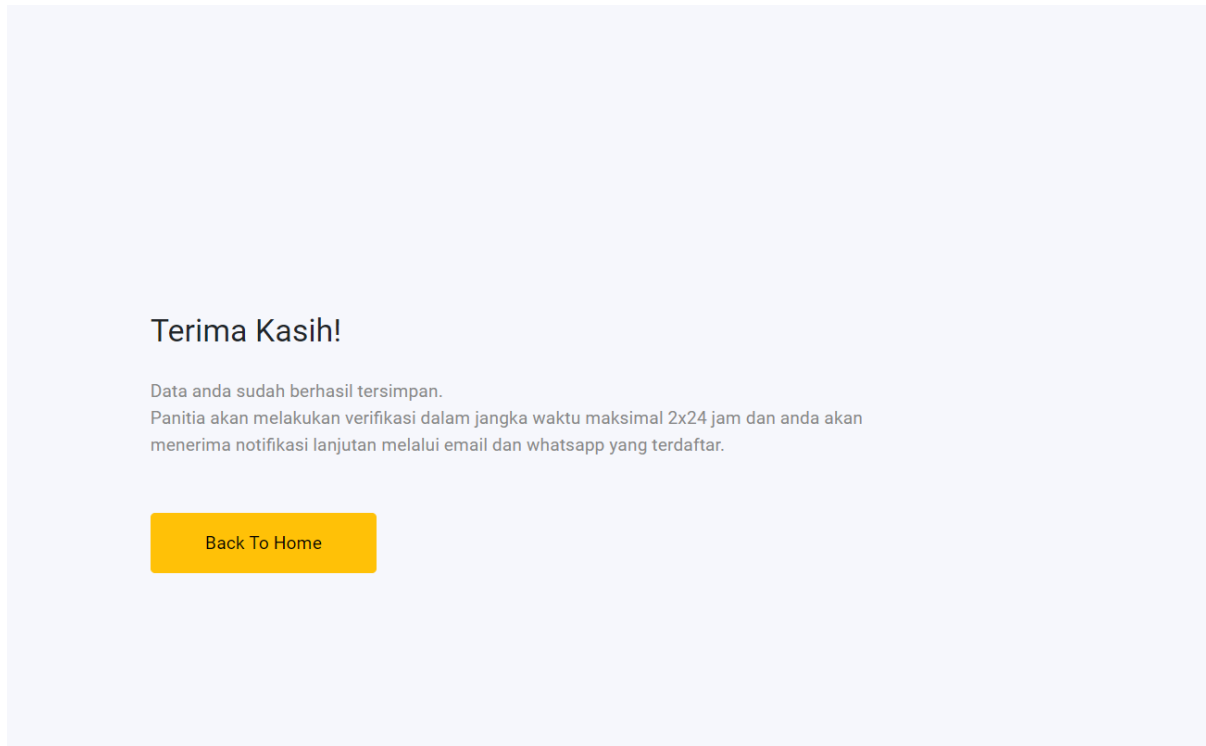 Terima Kasih!
Data anda sudah berhasil tersimpan.
Panitia akan melakukan verifikasi dalam jangka waktu maksimal 2x24 jam dan anda akan
menerima notifikasi lanjutan melalui email dan whatsapp yang terdaftar.
Back To Home